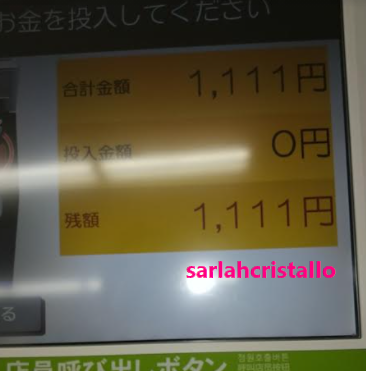 お金を投入してください
合計金額 1,111円
投入金額 0円
残額 1,111円
sarlahcristallo
る
店員呼び出しボタン